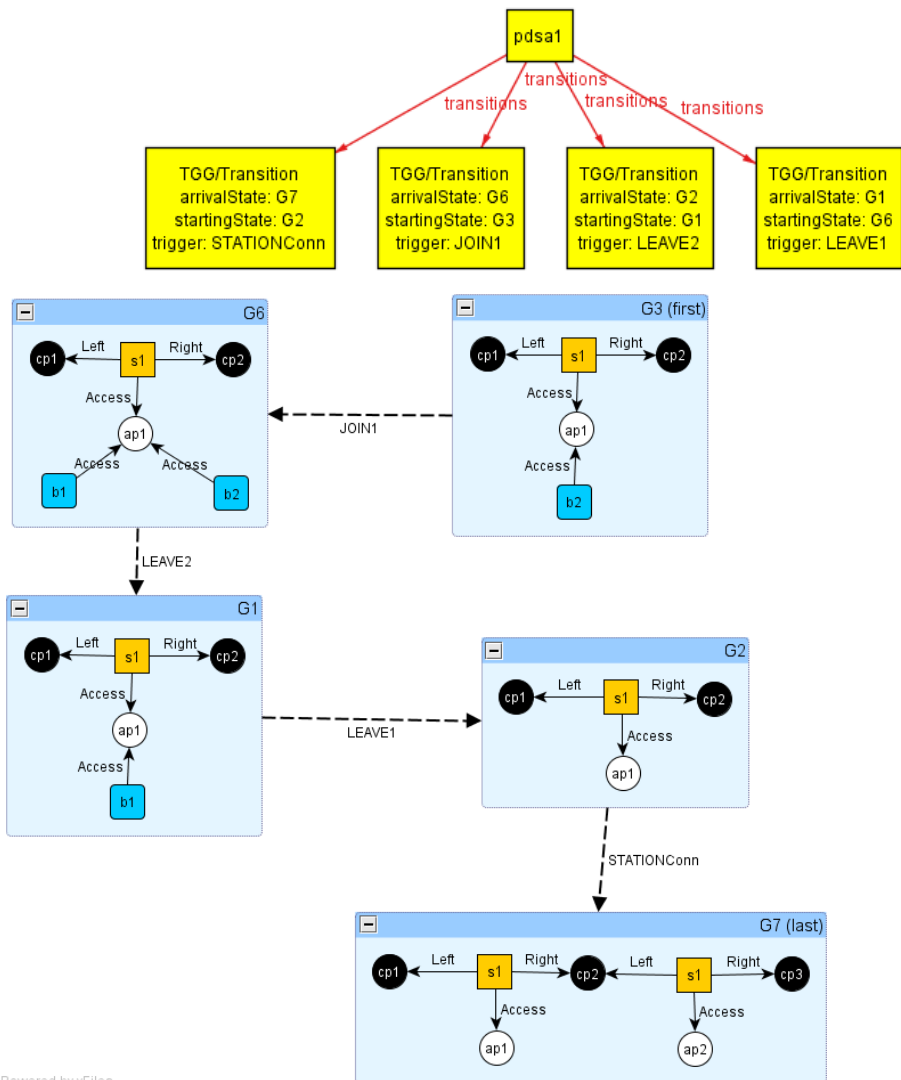 pdsa1
transitions
transitions
transitions
transitions
TGG/Transition
arrivalState: G7
startingState: G2
trigger: STATIONConn
TGG/Transition
arrivalState: G6
startingState: G3
trigger: JOIN1
TGG/Transition
arrivalState: G2
startingState: G1
trigger: LEAVE2
TGG/Transition
arrivalState: G1
startingState: G6
trigger: LEAVE1
G6
cp1 Left s1 Right cp2
Access
ap1
Access Access
b1 b2
G3 (first)
cp1 Left s1 Right cp2
Access
ap1
Access
b2
JOIN1
LEAVE2
G1
cp1 Left s1 Right cp2
Access
ap1
Access
b1
LEAVE1
G2
cp1 Left s1 Right cp2
Access
ap1
STATIONConn
G7 (last)
cp1 Left s1 Right cp2 Left s1 Right cp3
Access Access
ap1 ap2